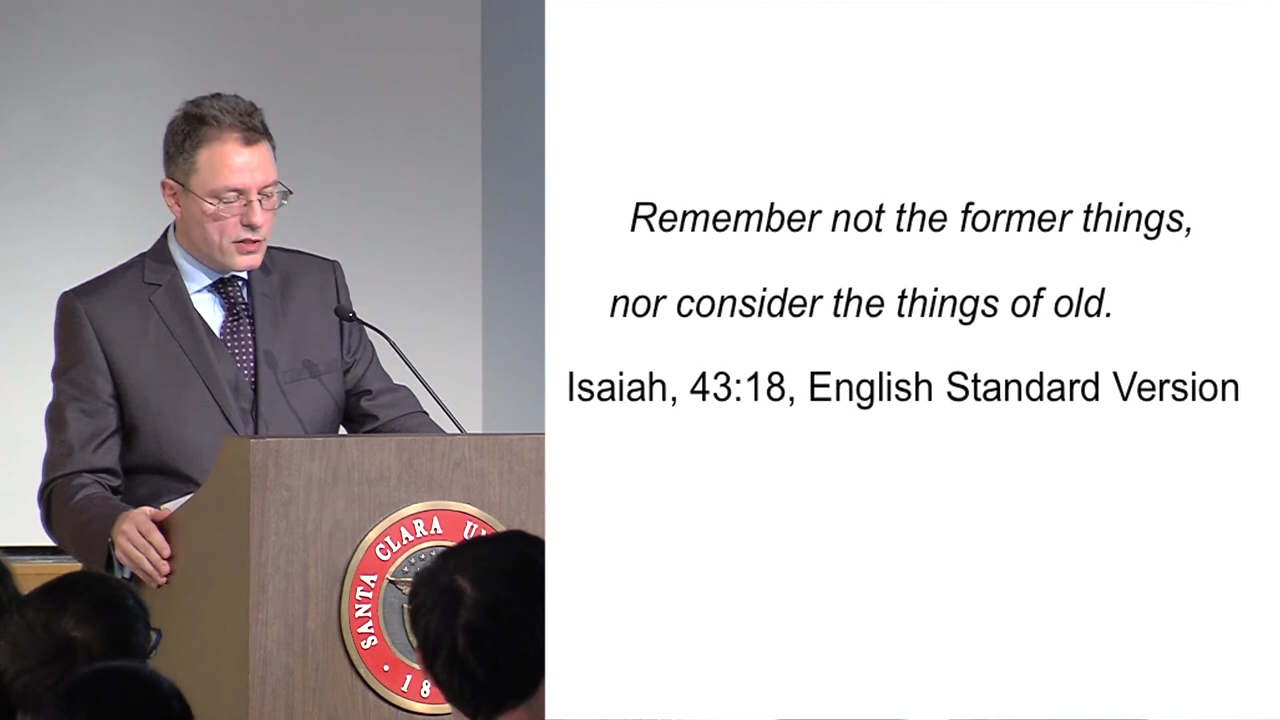 Remember not the former things,
nor consider the things of old.
Isaiah, 43:18, English Standard Version
SANTA CLARA
18